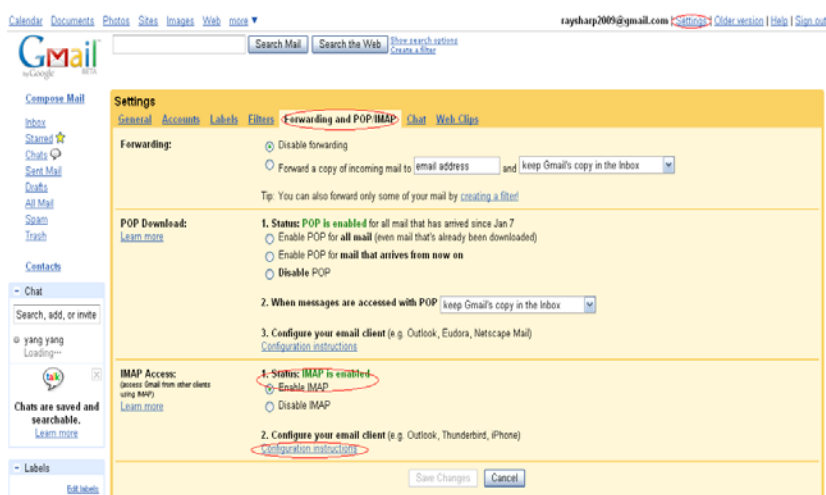 Calendar Documents Photos Sites Images Web more ▼
raysharp2009@gmail.com | Settings | Older version | Help | Sign out
Gmail
by Google BETA
Search Mail Search the Web Show search options
Create a filter
Compose Mail
Inbox
Starred
Chats
Sent Mail
Drafts
All Mail
Spam
Trash
Contacts
- Chat
Search, add, or invite
yang yang
Loading...
talk
Chats are saved and
searchable.
Learn more
- Labels
Edit labels
Settings
General Accounts Labels Filters Forwarding and POP/IMAP Chat Web Clips
Forwarding:
Disable forwarding
Forward a copy of incoming mail to email address and keep Gmail's copy in the Inbox
Tip: You can also forward only some of your mail by creating a filter!
POP Download:
Learn more
1. Status: POP is enabled for all mail that has arrived since Jan 7
Enable POP for all mail (even mail that's already been downloaded)
Enable POP for mail that arrives from now on
Disable POP
2. When messages are accessed with POP keep Gmail's copy in the Inbox
3. Configure your email client (e.g. Outlook, Eudora, Netscape Mail)
Configuration instructions
IMAP Access:
(access Gmail from other clients
using IMAP)
Learn more
1. Status: IMAP is enabled
Enable IMAP
Disable IMAP
2. Configure your email client (e.g. Outlook, Thunderbird, iPhone)
Configuration instructions
Save Changes Cancel